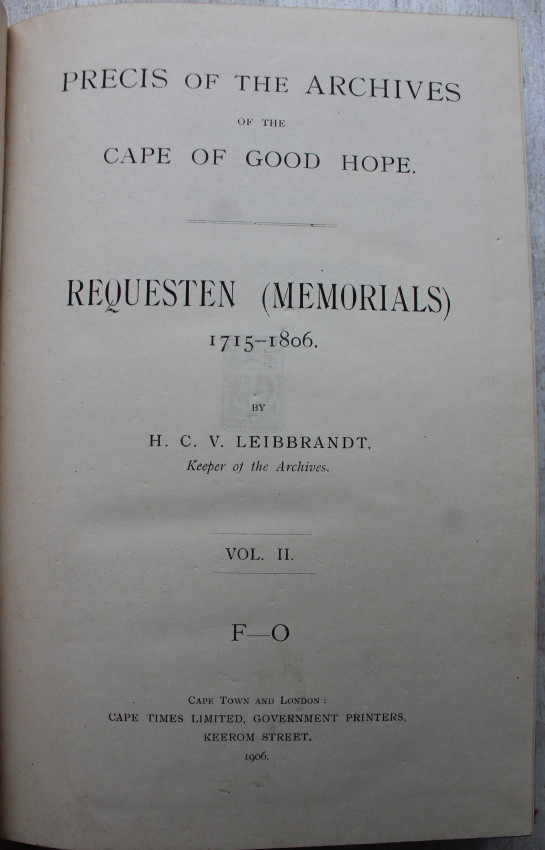 PRECIS OF THE ARCHIVES
OF THE
CAPE OF GOOD HOPE.
REQUESTEN (MEMORIALS)
1715–1806.
BY
H. C. V. LEIBBRANDT,
Keeper of the Archives.
VOL. II.
F—O
CAPE TOWN AND LONDON:
CAPE TIMES LIMITED, GOVERNMENT PRINTERS,
KEEROM STREET.
1906.